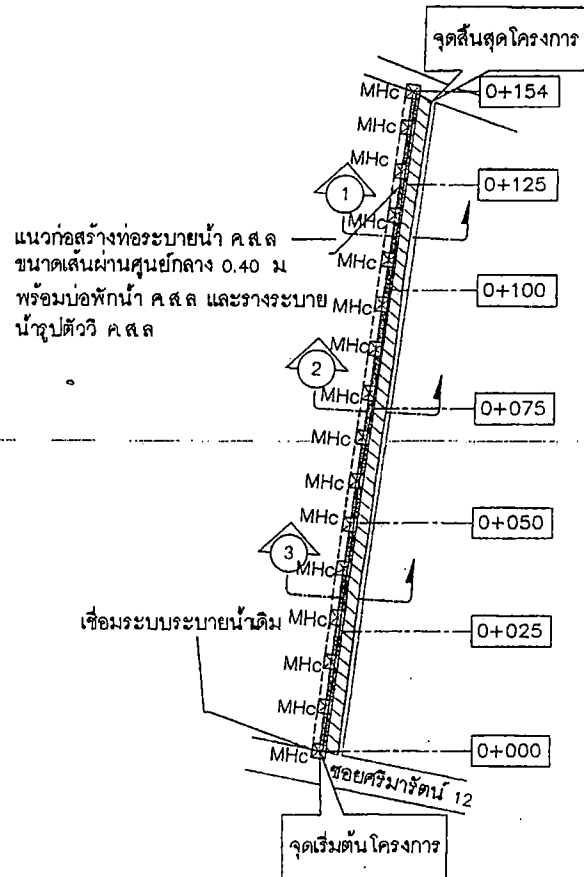 จุดสิ้นสุดโครงการ
MHc
0+154
MHc
MHc
0+125
1
MHc
แนวก่อสร้างท่อระบายน้ำ ค.ส.ล
ขนาดเส้นผ่านศูนย์กลาง 0.40 ม
พร้อมบ่อพักน้ำ ค.ส.ล และรางระบาย
น้ำรูปตัววี ค.ส.ล
MHc
0+100
MHc
MHc
2
MHc
0+075
MHc
MHc
MHc
0+050
3
MHc
เชื่อมระบบระบายน้ำเดิม
MHc
0+025
MHc
MHc
MHc
0+000
ซอยศรีมารัตน์ 12
จุดเริ่มต้นโครงการ